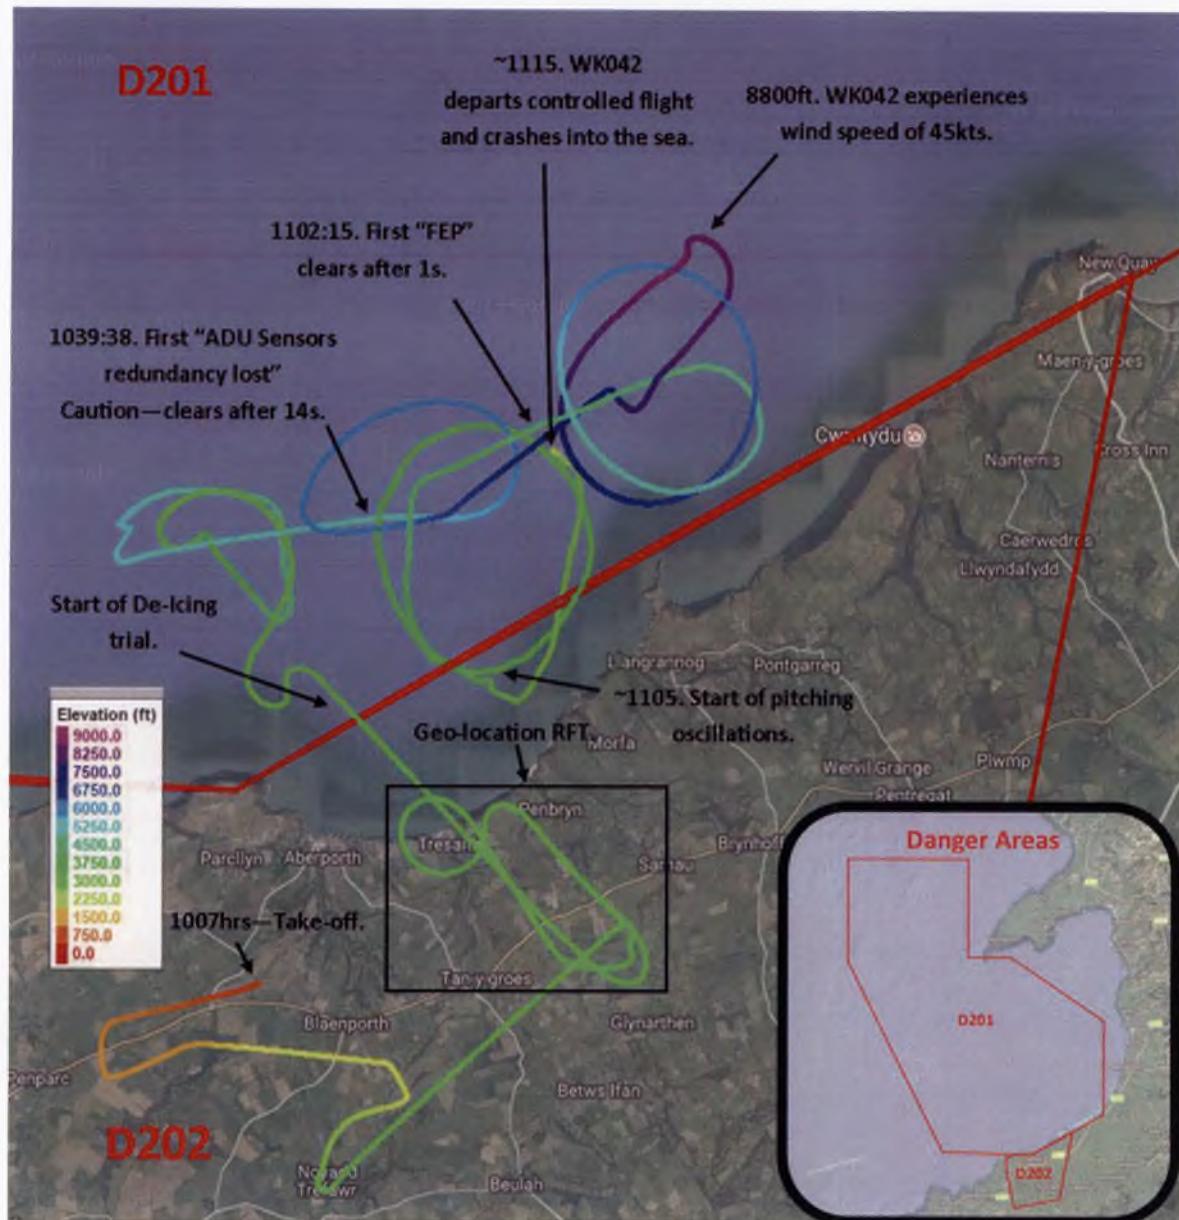 D201
~1115. WK042
departs controlled flight
and crashes into the sea.
8800ft. WK042 experiences
wind speed of 45kts.
1102:15. First “FEP”
clears after 1s.
1039:38. First “ADU Sensors
redundancy lost”
Caution—clears after 14s.
New Quay
Maen-y-groes
Cwmtydu
Cross Inn
Nanternis
Caerwedros
Llwyndafydd
Start of De-Icing
trial.
Llangrannog
Pontgarreg
~1105. Start of pitching
oscillations.
Geo-location RFT.
Morfa
Plwmp
Wervil Grange
Pentregat
Elevation (ft)
9000.0
8250.0
7500.0
6750.0
6000.0
5250.0
4500.0
3750.0
3000.0
2250.0
1500.0
750.0
0.0
Penbryn
Tresaith
Sarnau
Brynhoff
Parcllyn
Aberporth
1007hrs—Take-off.
Tan-y-groes
Blaenporth
Glynarthen
Penparc
Betws Ifan
D202
Beulah
Danger Areas
D201
D202